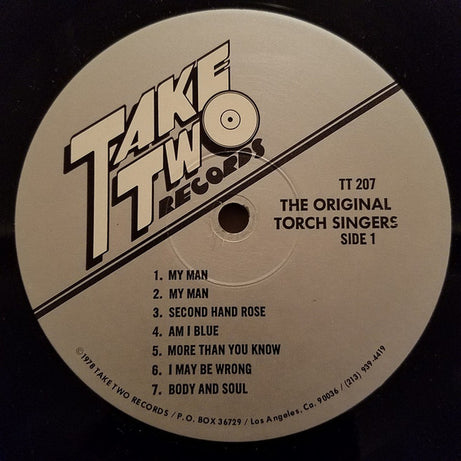 TAKE
TWO
RECORDS
TT 207
THE ORIGINAL
TORCH SINGERS
SIDE 1
1. MY MAN
2. MY MAN
3. SECOND HAND ROSE
4. AM I BLUE
5. MORE THAN YOU KNOW
6. I MAY BE WRONG
7. BODY AND SOUL
©1978 TAKE TWO RECORDS / P.O. BOX 36729 / Los Angeles, Ca. 90036 / (213) 939-4419